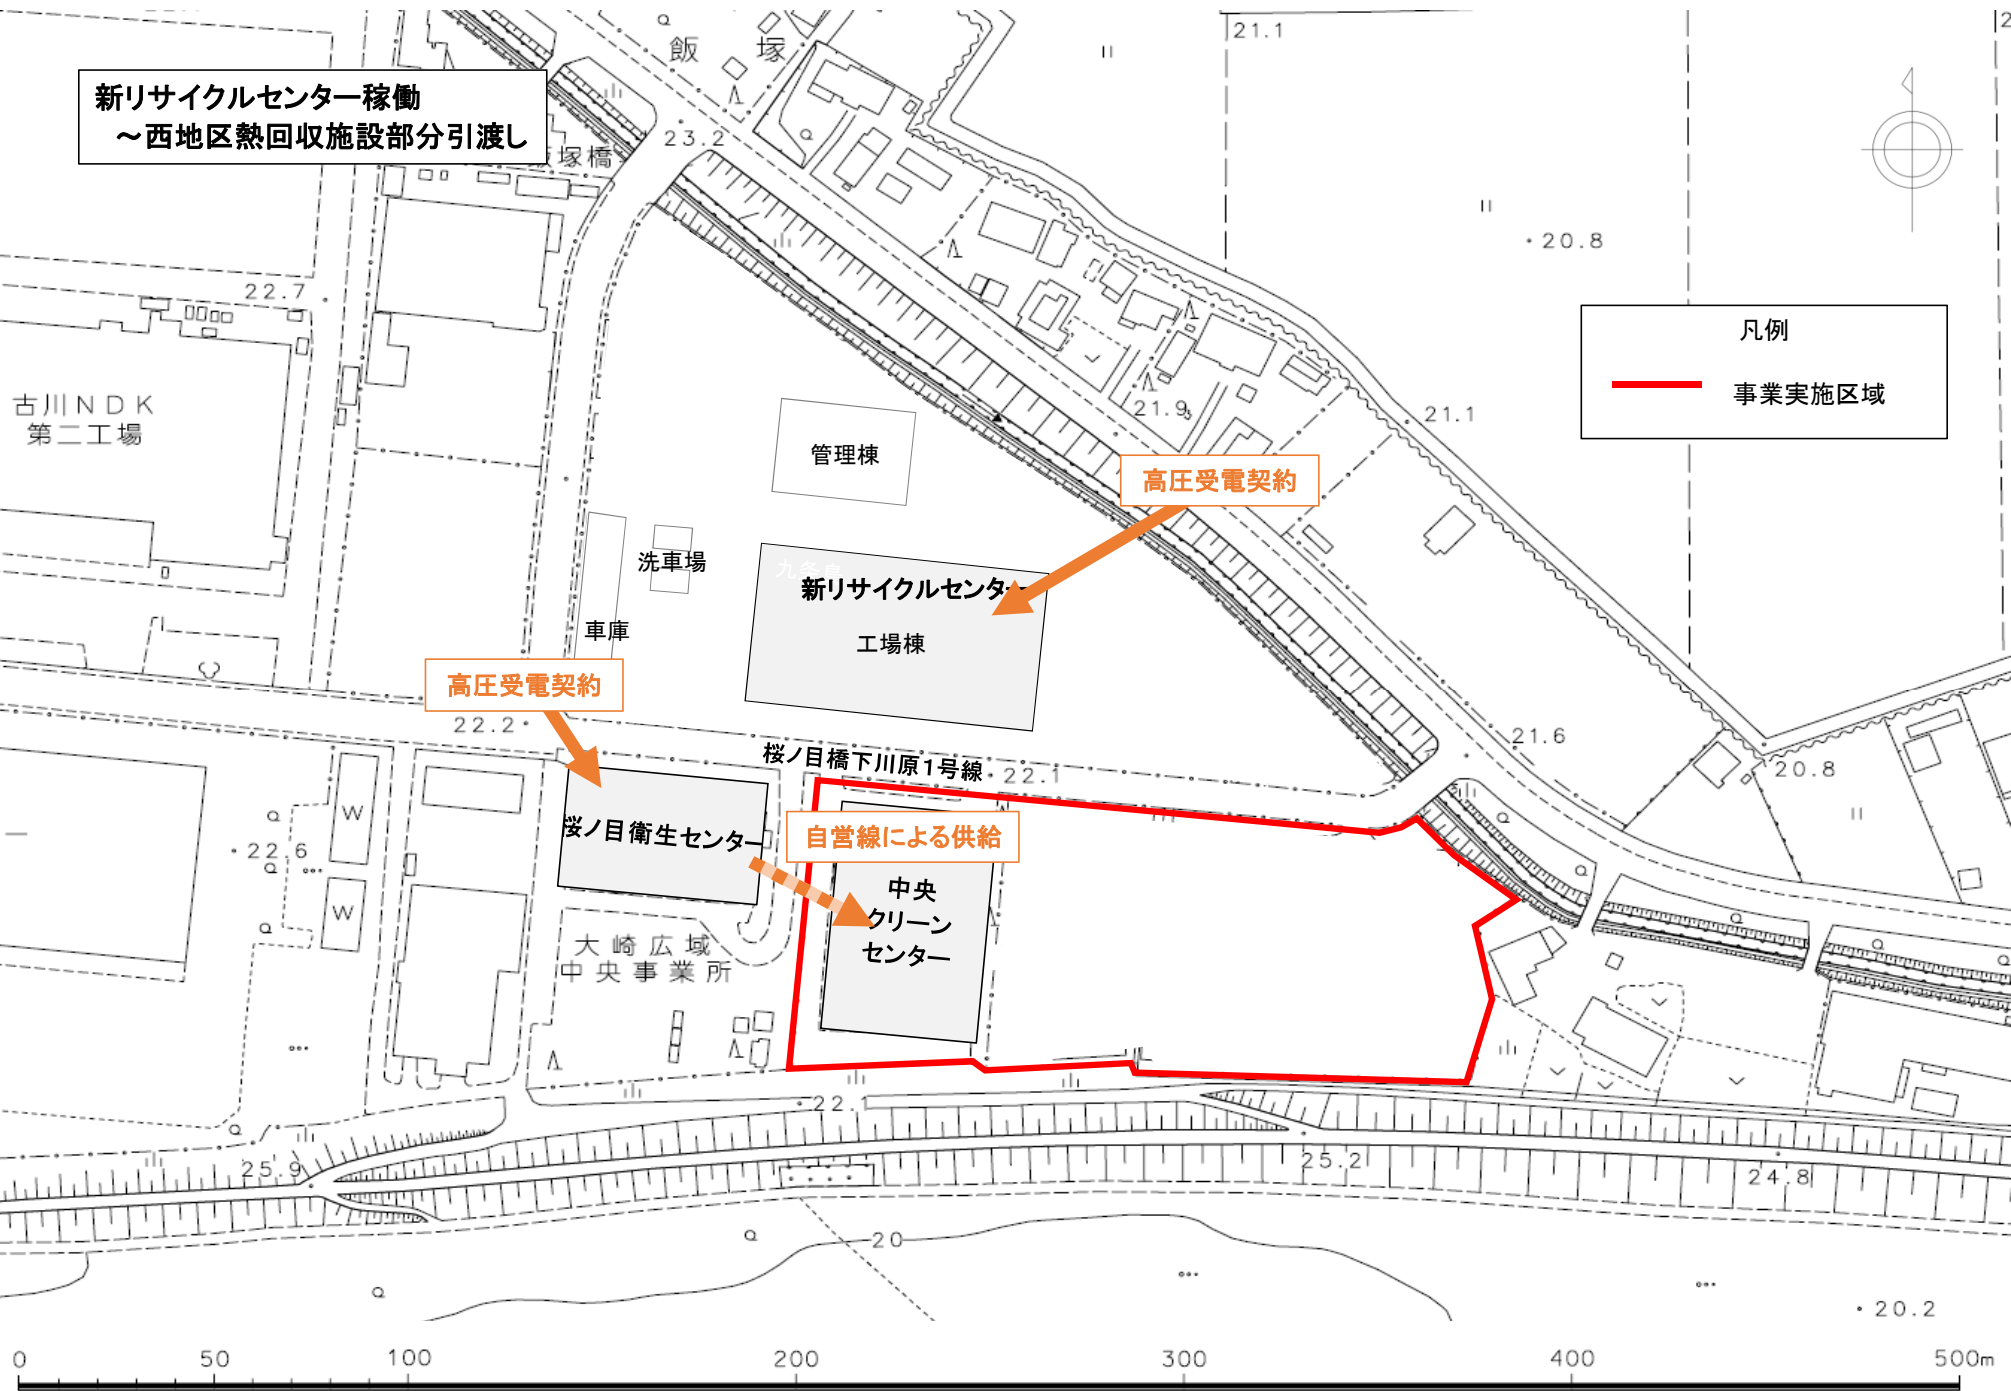 飯塚
21.1
新リサイクルセンター稼働
～西地区熱回収施設部分引渡し
塚橋
23.2
20.8
22.7
凡例
事業実施区域
古川NDK
第二工場
21.9
21.1
管理棟
高圧受電契約
洗車場
新リサイクルセンター
工場棟
車庫
高圧受電契約
22.2
桜ノ目橋下川原1号線
22.1
21.6
20.8
W
桜ノ目衛生センター
自営線による供給
22.6
中央
クリーン
センター
W
大崎広域
中央事業所
22.
25.9
25.2
24.8
20
20.2
0 50 100 200 300 400 500m